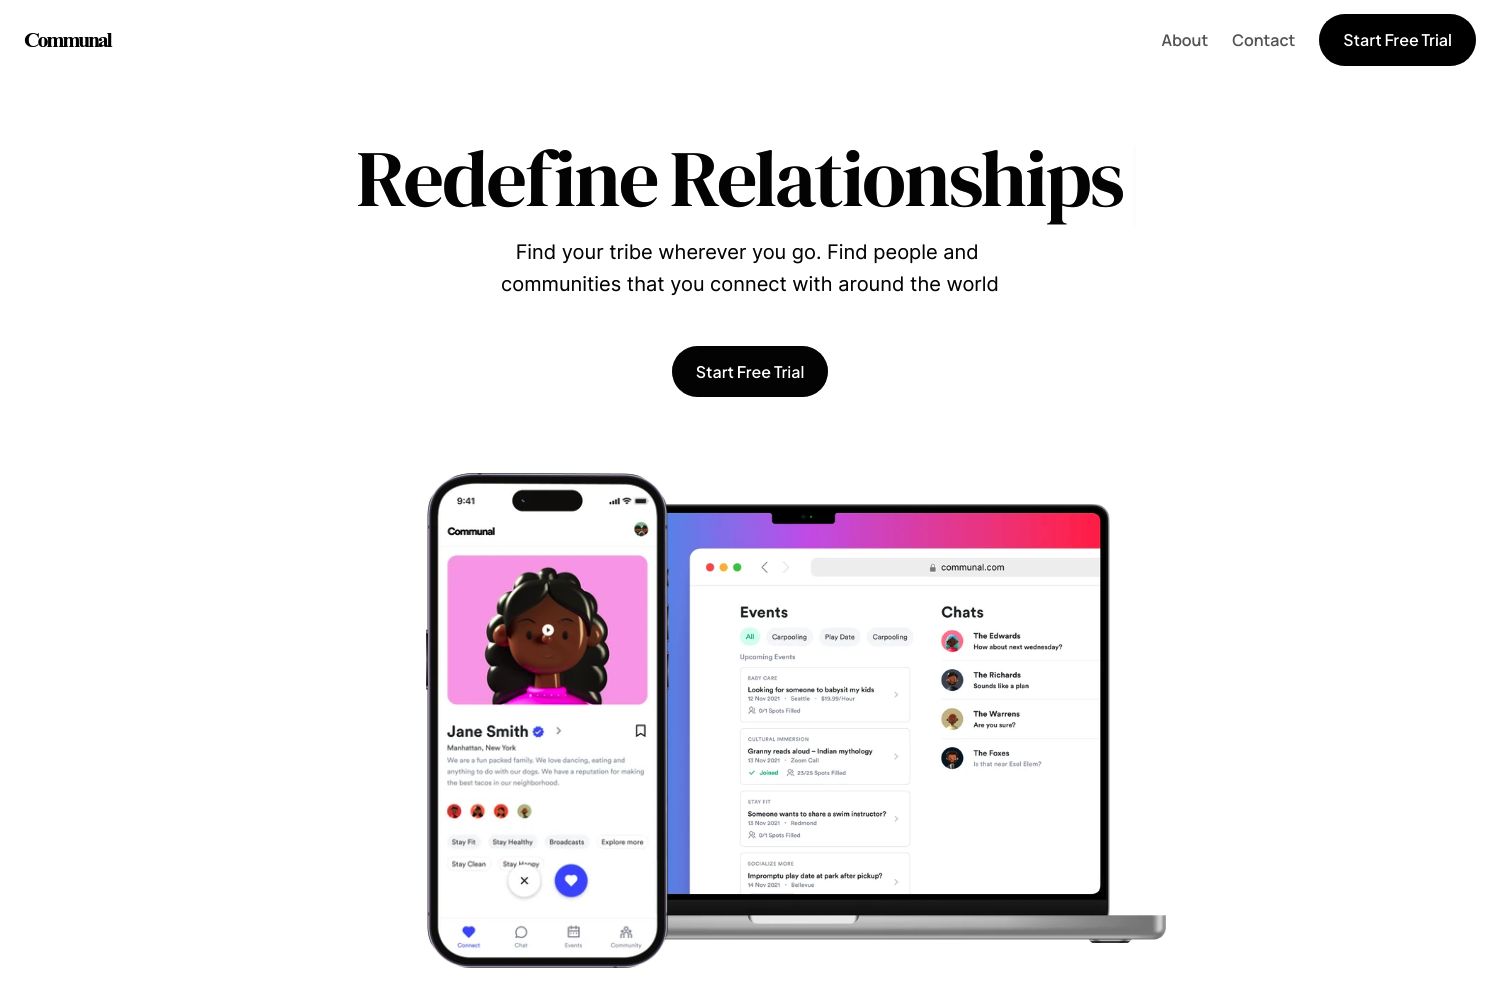 Communal
About
Contact
Start Free Trial
Redefine Relationships
Find your tribe wherever you go. Find people and
communities that you connect with around the world
Start Free Trial
9:41
Communal
Jane Smith
Manhattan, New York
We are a fun packed family. We love dancing, eating and
anything to do with our dogs. We have a reputation for making
the best tacos in our neighborhood.
Stay Fit
Stay Healthy
Broadcasts
Explore more
Stay Clean
Stay Happy
Connect
Chat
Events
Community
communal.com
Events
All
Carpooling
Play Date
Carpooling
Upcoming Events
BABY CARE
Looking for someone to babysit my kids
12 Nov 2021 • Seattle • $19.99/Hour
0/1 Spots Filled
CULTURAL IMMERSION
Granny reads aloud – Indian mythology
13 Nov 2021 • Zoom Call
Joined
23/25 Spots Filled
STAY FIT
Someone wants to share a swim instructor?
13 Nov 2021 • Redmond
0/1 Spots Filled
SOCIALIZE MORE
Impromptu play date at park after pickup?
14 Nov 2021 • Bellevue
Chats
The Edwards
How about next wednesday?
The Richards
Sounds like a plan
The Warrens
Are you sure?
The Foxes
Is that near Esel Elem?